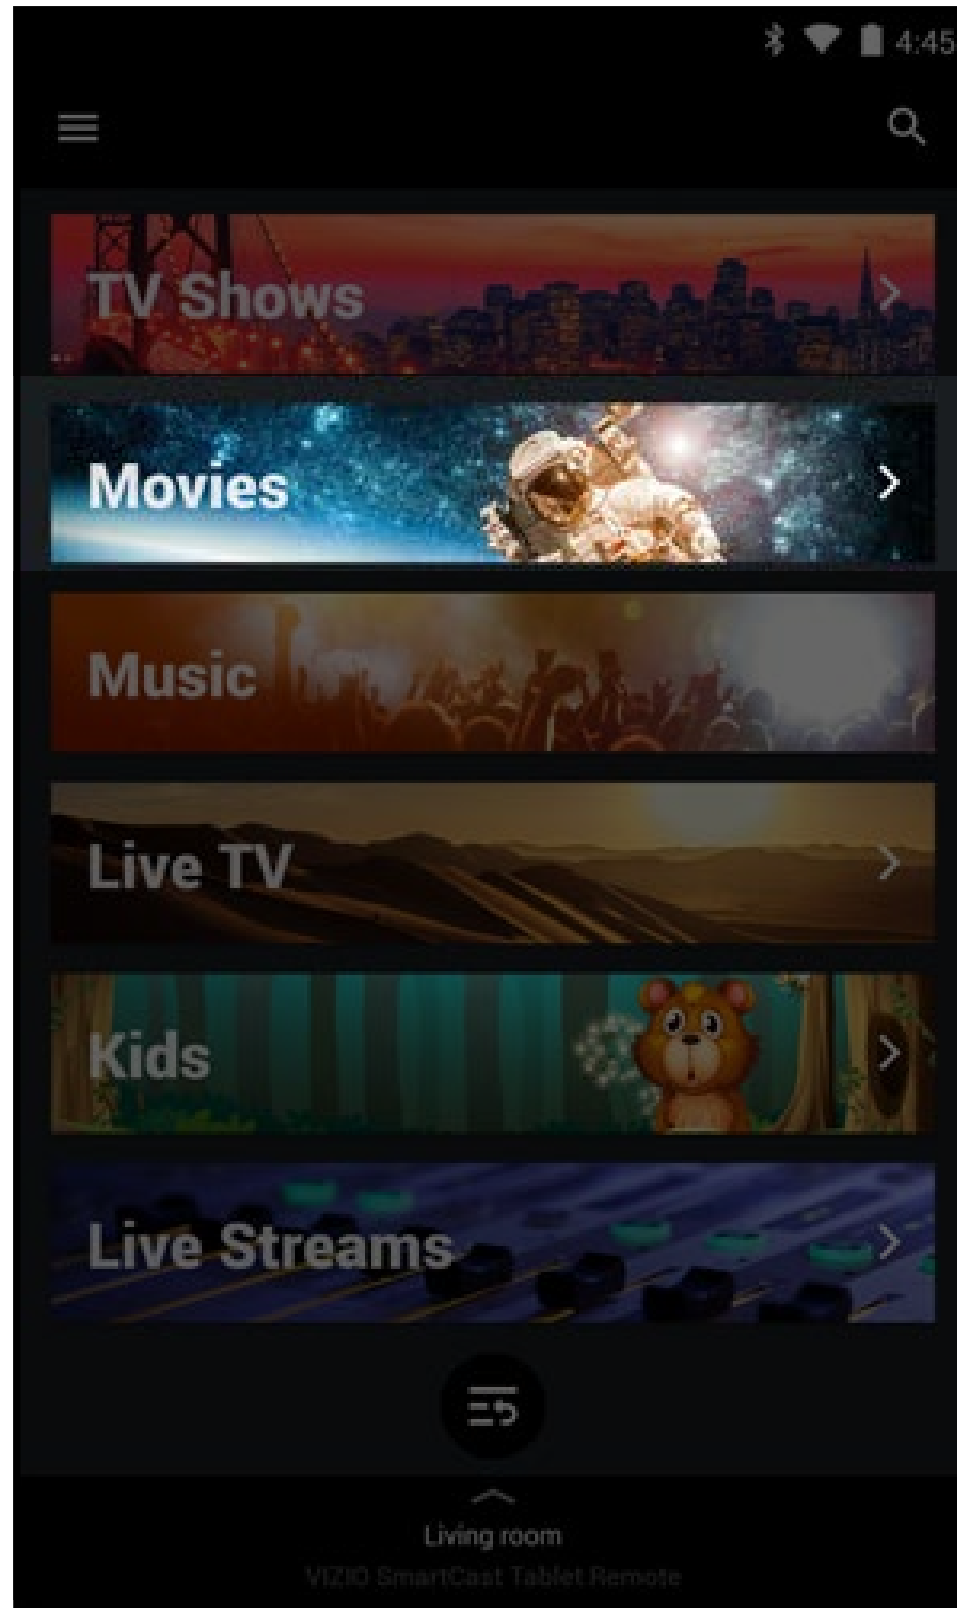 4:45
TV Shows
Movies
Music
Live TV
Kids
Live Streams
Living room
VIZIO SmartCast Tablet Remote